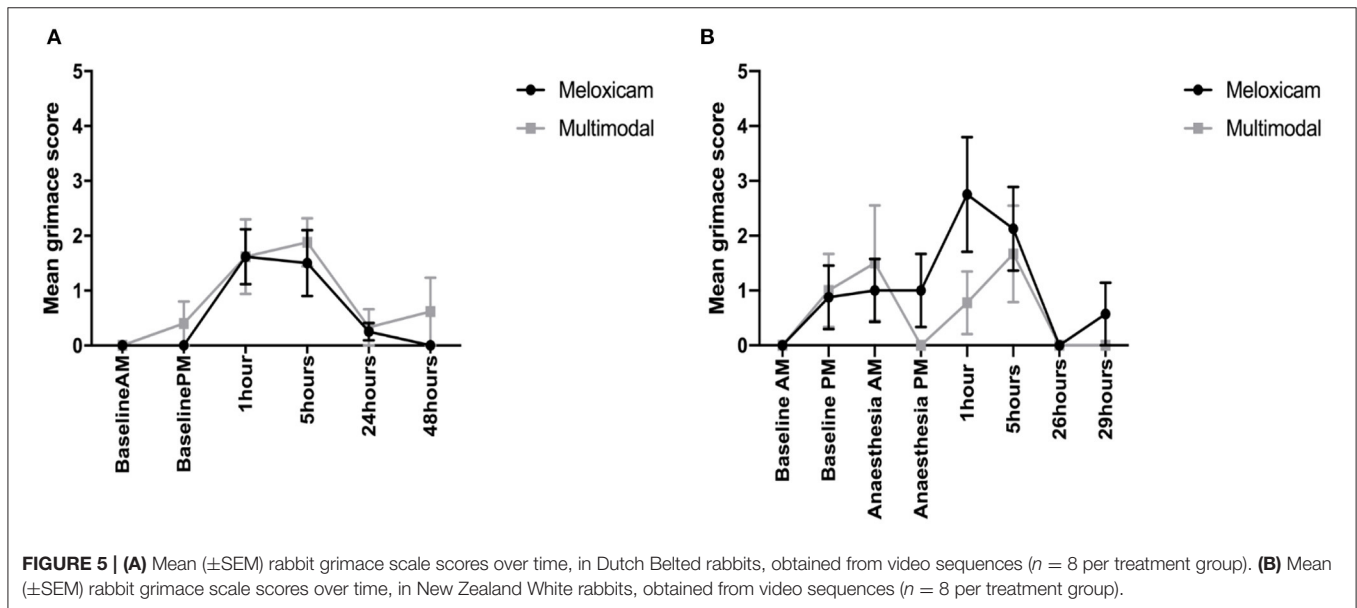 A
5
4
3
2
1
0
Mean grimace score
Meloxicam
Multimodal
BaselineAM
BaselinePM
1hour
5hours
24hours
48hours
B
5
4
3
2
1
0
Mean grimace score
Meloxicam
Multimodal
Baseline AM
Baseline PM
Anaesthesia AM
Anaesthesia PM
1hour
5hours
26hours
29hours
FIGURE 5 | (A) Mean (±SEM) rabbit grimace scale scores over time, in Dutch Belted rabbits, obtained from video sequences (n = 8 per treatment group). (B) Mean
(±SEM) rabbit grimace scale scores over time, in New Zealand White rabbits, obtained from video sequences (n = 8 per treatment group).